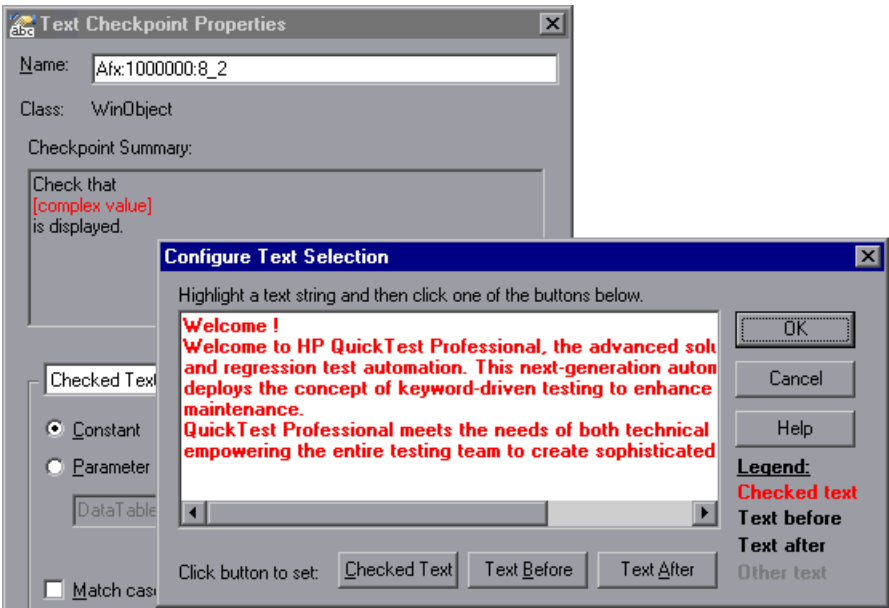 abc
Text Checkpoint Properties
Name: Afx:1000000:8_2
Class: WinObject
Checkpoint Summary:
Check that
[complex value]
is displayed.
Configure Text Selection
Highlight a text string and then click one of the buttons below.
Welcome !
Welcome to HP QuickTest Professional, the advanced
and regression test automation. This next-generation
deploys the concept of keyword-driven testing to enhance
maintenance.
QuickTest Professional meets the needs of both technical
empowering the entire testing team to create sophisticated
OK
Cancel
Help
Legend:
Checked text
Text before
Text after
Other text
Click button to set: Checked Text Text Before Text After
Checked Text
Constant
Parameter
DataTable
Match